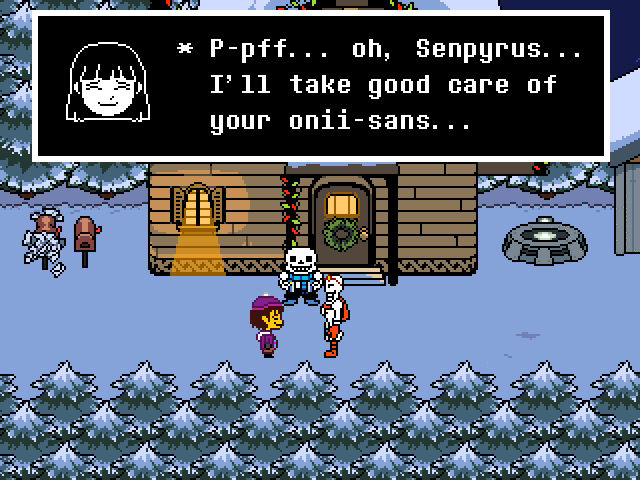 * P-pff... oh, Senpyrus...
I'll take good care of
your onii-sans...